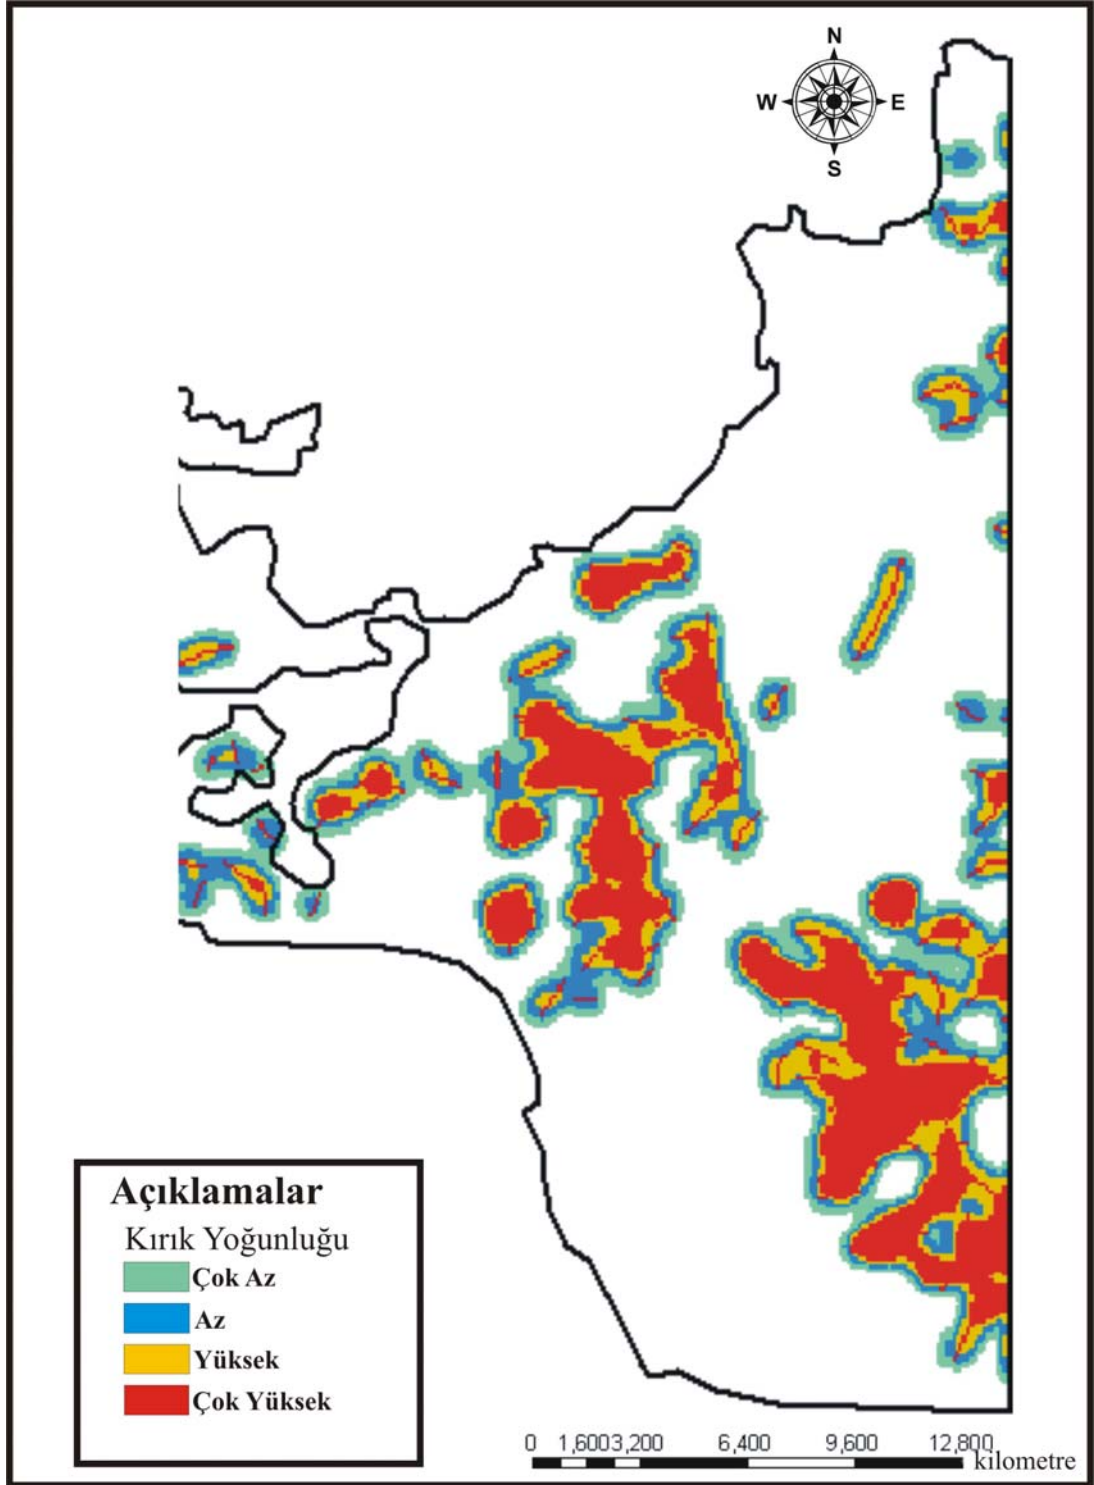 N
W E
S
Açıklamalar
Kırık Yoğunluğu
Çok Az
Az
Yüksek
Çok Yüksek
0 1,6003,200 6,400 9,600 12,800
kilometre